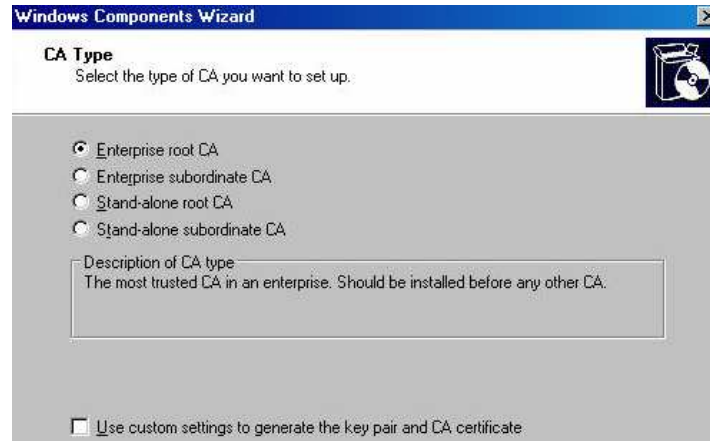 Windows Components Wizard
CA Type
Select the type of CA you want to set up.
Enterprise root CA
Enterprise subordinate CA
Stand-alone root CA
Stand-alone subordinate CA
Description of CA type
The most trusted CA in an enterprise. Should be installed before any other CA.
Use custom settings to generate the key pair and CA certificate